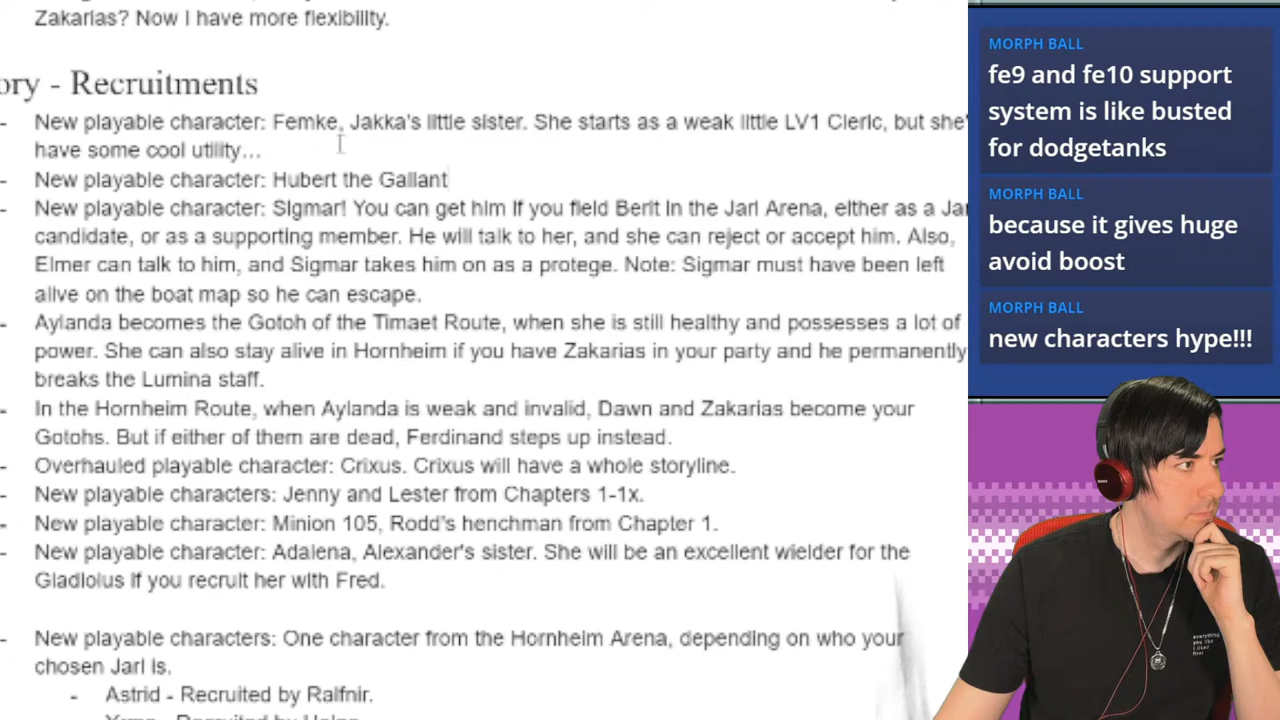 Zakarias? Now I have more flexibility.
ory - Recruitments
- New playable character: Femke, Jakka's little sister. She starts as a weak little LV1 Cleric, but she'
have some cool utility…
- New playable character: Hubert the Gallant
- New playable character: Sigmar! You can get him if you field Berit in the Jarl Arena, either as a Jar
candidate, or as a supporting member. He will talk to her, and she can reject or accept him. Also,
Elmer can talk to him, and Sigmar takes him on as a protege. Note: Sigmar must have been left
alive on the boat map so he can escape.
- Aylanda becomes the Gotoh of the Timaet Route, when she is still healthy and possesses a lot of
power. She can also stay alive in Hornheim if you have Zakarias in your party and he permanently
breaks the Lumina staff.
- In the Hornheim Route, when Aylanda is weak and invalid, Dawn and Zakarias become your
Gotohs. But if either of them are dead, Ferdinand steps up instead.
- Overhauled playable character: Crixus. Crixus will have a whole storyline.
- New playable characters: Jenny and Lester from Chapters 1-1x.
- New playable character: Minion 105, Rodd's henchman from Chapter 1.
- New playable character: Adalena, Alexander's sister. She will be an excellent wielder for the
Gladiolus if you recruit her with Fred.
- New playable characters: One character from the Hornheim Arena, depending on who your
chosen Jarl is.
- Astrid - Recruited by Ralfnir.
MORPH BALL
fe9 and fe10 support
system is like busted
for dodgetanks
MORPH BALL
because it gives huge
avoid boost
MORPH BALL
new characters hype!!!
everything
you like
I liked